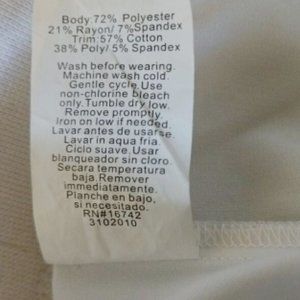 Body:72% Polyester
21% Rayon/ 7%Spandex
Trim:57% Cotton
38% Poly/ 5% Spandex
Wash before wearing.
Machine wash cold.
Gentle cycle.Use
non-chlorine bleach
only.Tumble dry low.
Remove promptly.
Iron on low if needed.
Lavar antes de usarse.
Lavar in aqua fria.
Ciclo suave.Usar
blanqueador sin cloro.
Secara temperatura
baja.Remover
immediatamente.
Planche en bajo,
si necesitado.
RN#16742
3102010